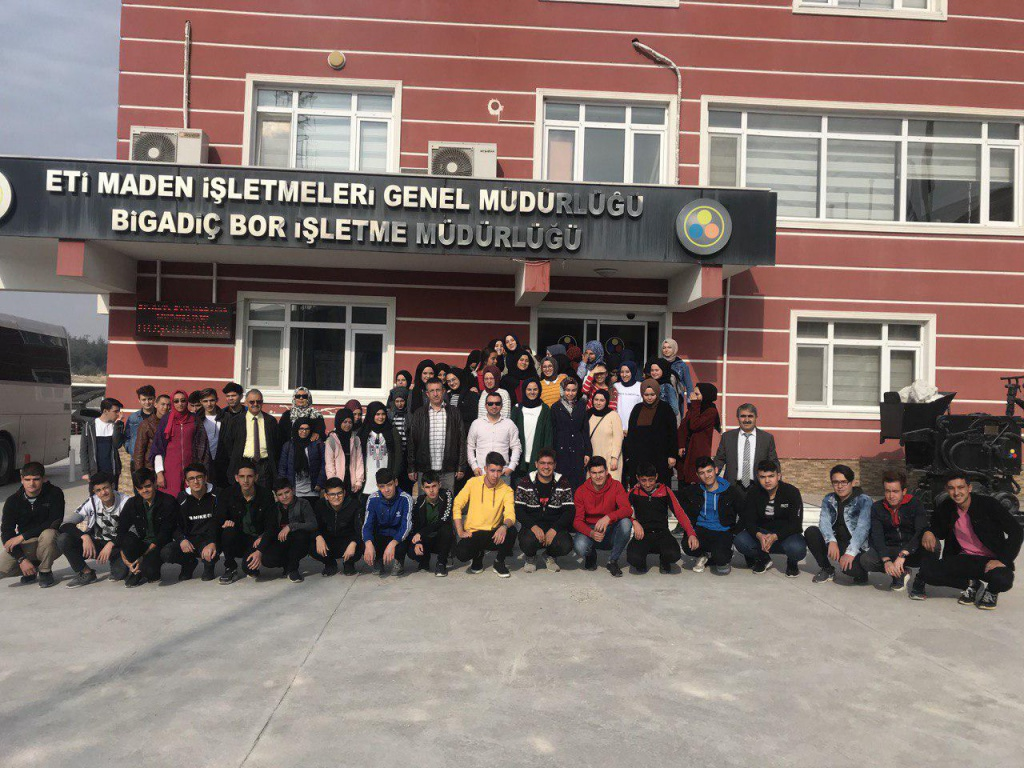 ETİ MADEN İŞLETMELERİ GENEL MÜDÜRLÜĞÜ
BİGADİÇ BOR İŞLETME MÜDÜRLÜĞÜ